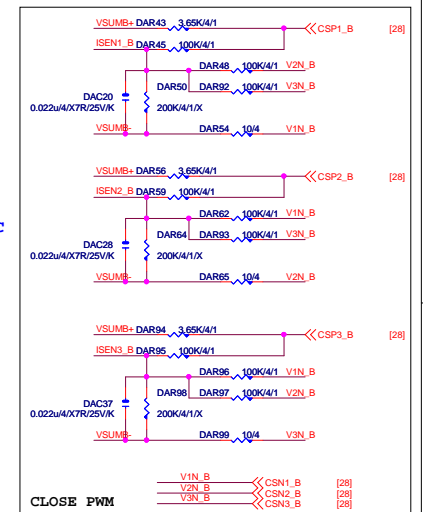 VSUMB+ DAR43 3.65K/4/1 CSP1_B [28]
ISEN1_B DAR45 100K/4/1
DAR48 100K/4/1 V2N_B
DAC20 DAR50 DAR92 100K/4/1 V3N_B
0.022u/4/X7R/25V/K 200K/4/1/X
VSUMB- DAR54 10/4 V1N_B
VSUMB+ DAR56 3.65K/4/1 CSP2_B [28]
ISEN2_B DAR59 100K/4/1
DAR62 100K/4/1 V1N_B
DAC28 DAR64 DAR93 100K/4/1 V3N_B
0.022u/4/X7R/25V/K 200K/4/1/X
VSUMB- DAR65 10/4 V2N_B
VSUMB+ DAR94 3.65K/4/1 CSP3_B [28]
ISEN3_B DAR95 100K/4/1
DAR96 100K/4/1 V1N_B
DAC37 DAR98 DAR97 100K/4/1 V2N_B
0.022u/4/X7R/25V/K 200K/4/1/X
VSUMB- DAR99 10/4 V3N_B
V1N_B CSN1_B [28]
V2N_B CSN2_B [28]
V3N_B CSN3_B [28]
CLOSE PWM